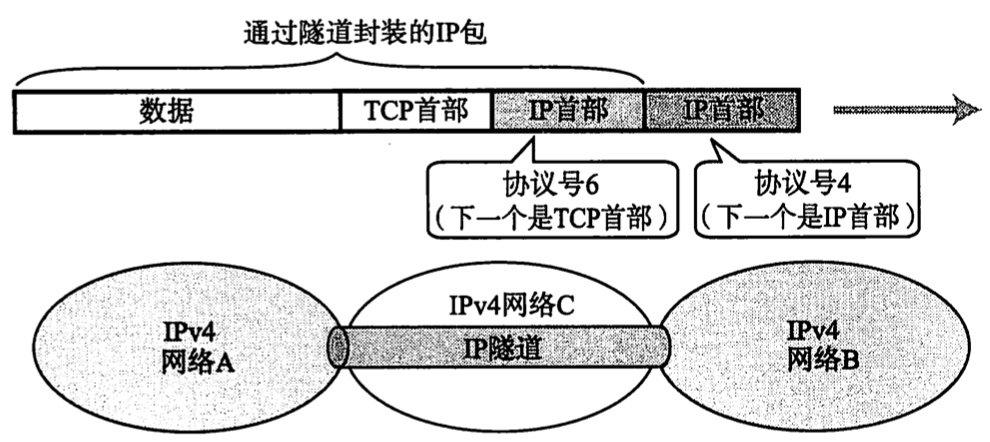 通过隧道封装的IP包
数据
TCP首部
IP首部
IP首部
协议号6
（下一个是TCP首部）
协议号4
（下一个是IP首部）
IPv4
网络A
IPv4网络C
IP隧道
IPv4
网络B